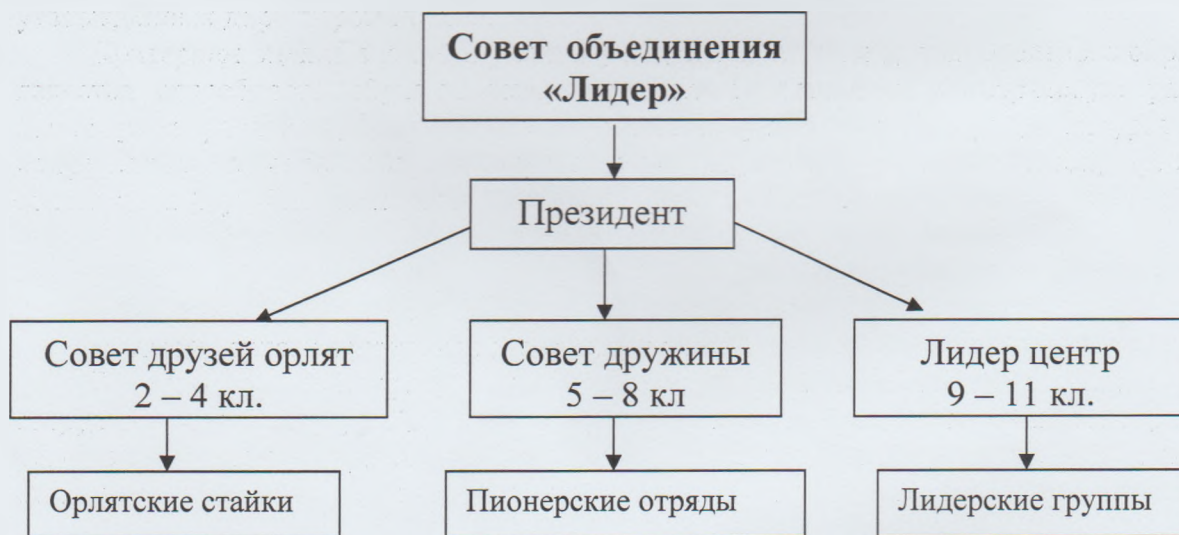 Совет объединения
«Лидер»
Президент
Совет друзей орлят
2 – 4 кл.
Совет дружины
5 – 8 кл
Лидер центр
9 – 11 кл.
Орлятские стайки
Пионерские отряды
Лидерские группы